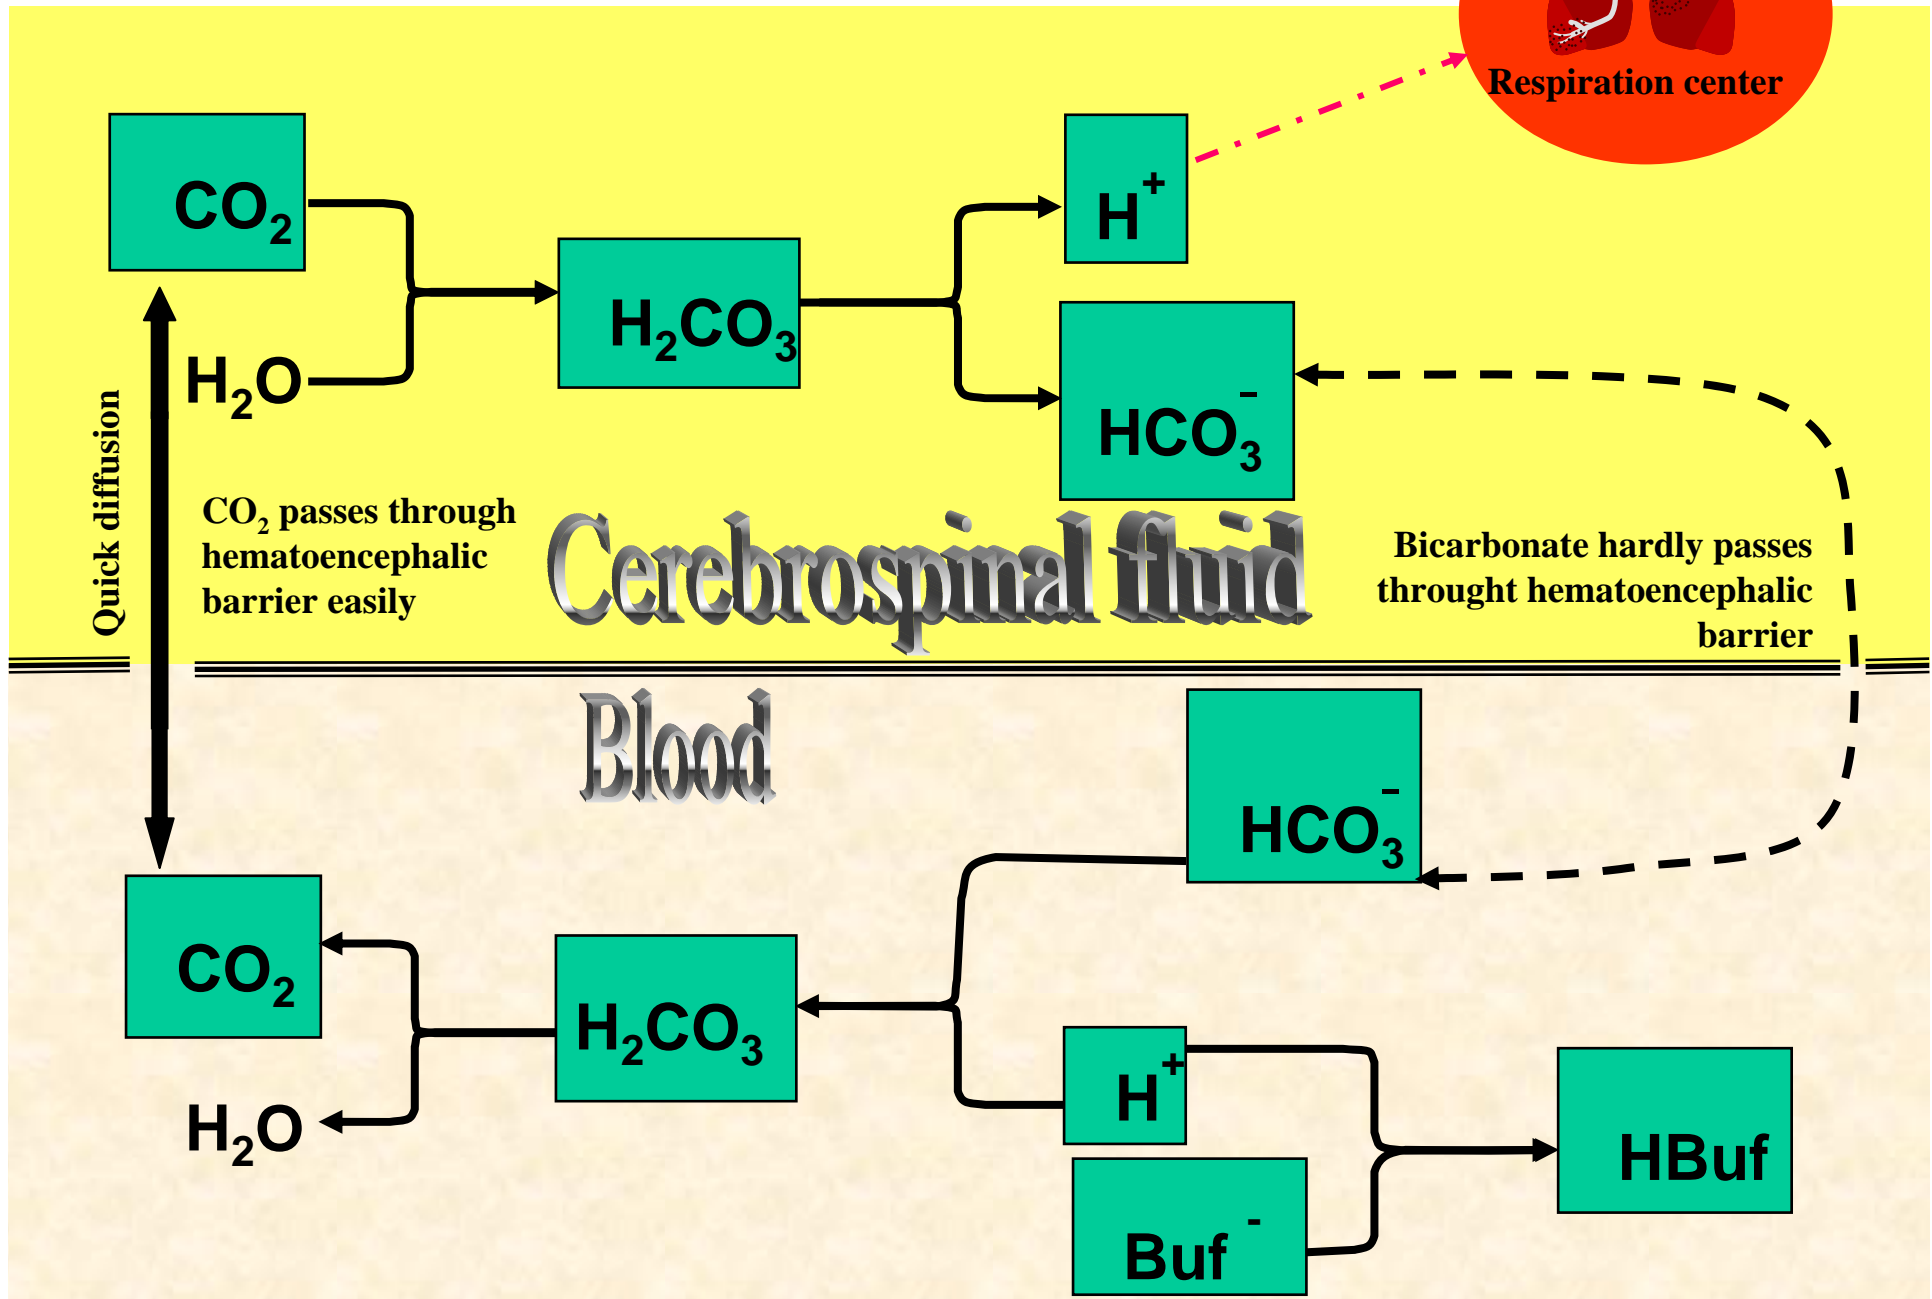 Respiration center
CO₂
H⁺
H₂CO₃
H₂O
HCO₃⁻
Quick diffusion
CO₂ passes through
hematoencephalic
barrier easily
Cerebrospinal fluid
Bicarbonate hardly passes
throught hematoencephalic
barrier
Blood
HCO₃⁻
CO₂
H₂CO₃
H⁺
H₂O
HBuf
Buf⁻